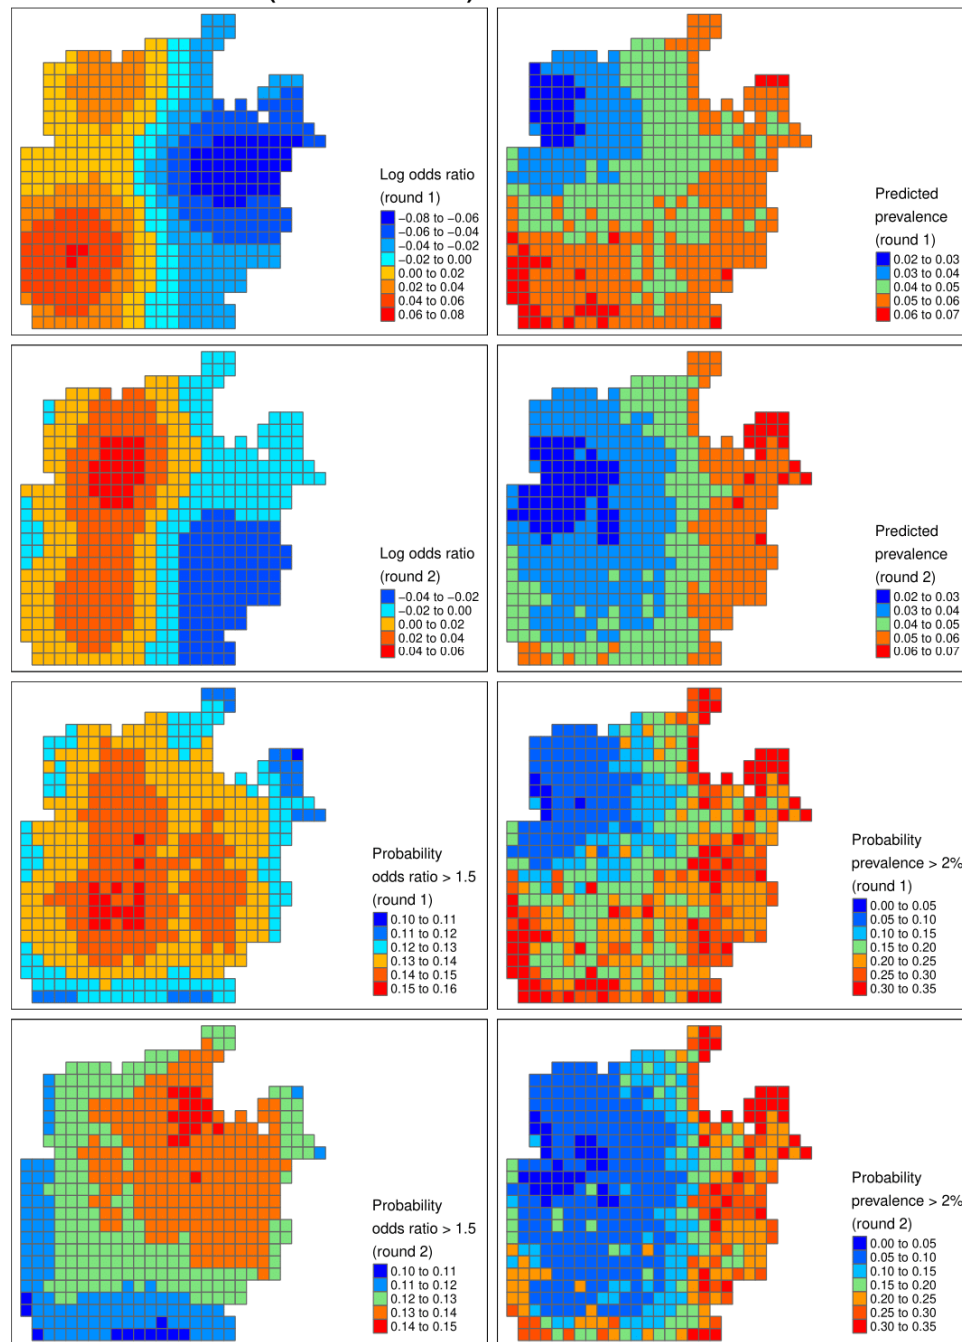 Log odds ratio
(round 1)
−0.08 to −0.06
−0.06 to −0.04
−0.04 to −0.02
−0.02 to 0.00
0.00 to 0.02
0.02 to 0.04
0.04 to 0.06
0.06 to 0.08
Predicted
prevalence
(round 1)
0.02 to 0.03
0.03 to 0.04
0.04 to 0.05
0.05 to 0.06
0.06 to 0.07
Log odds ratio
(round 2)
−0.04 to −0.02
−0.02 to 0.00
0.00 to 0.02
0.02 to 0.04
0.04 to 0.06
Predicted
prevalence
(round 2)
0.02 to 0.03
0.03 to 0.04
0.04 to 0.05
0.05 to 0.06
0.06 to 0.07
Probability
odds ratio > 1.5
(round 1)
0.10 to 0.11
0.11 to 0.12
0.12 to 0.13
0.13 to 0.14
0.14 to 0.15
0.15 to 0.16
Probability
prevalence > 2%
(round 1)
0.00 to 0.05
0.05 to 0.10
0.10 to 0.15
0.15 to 0.20
0.20 to 0.25
0.25 to 0.30
0.30 to 0.35
Probability
odds ratio > 1.5
(round 2)
0.10 to 0.11
0.11 to 0.12
0.12 to 0.13
0.13 to 0.14
0.14 to 0.15
Probability
prevalence > 2%
(round 2)
0.00 to 0.05
0.05 to 0.10
0.10 to 0.15
0.15 to 0.20
0.20 to 0.25
0.25 to 0.30
0.30 to 0.35